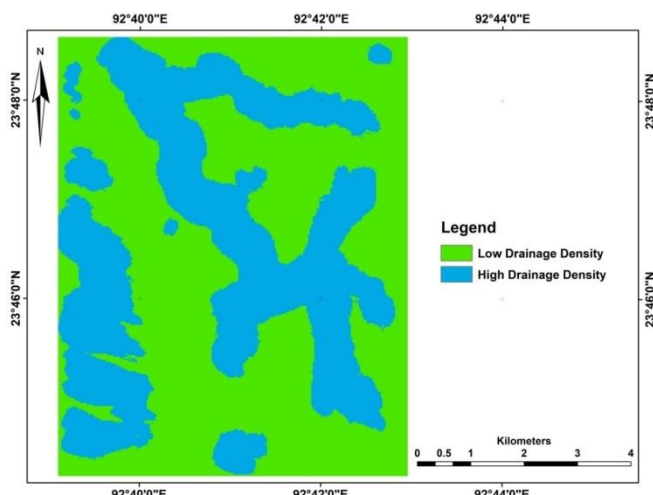 92°40'0"E 92°42'0"E 92°44'0"E
N
23°48'0"N 23°48'0"N
Legend
Low Drainage Density
High Drainage Density
23°46'0"N 23°46'0"N
Kilometers
0 0.5 1 2 3 4
92°40'0"E 92°42'0"E 92°44'0"E